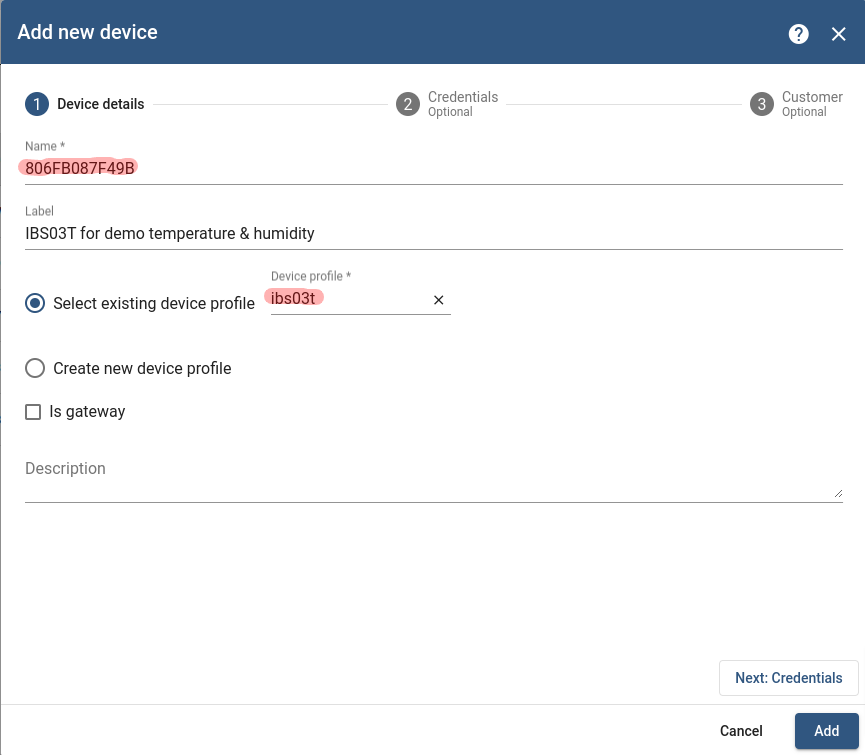 Add new device
?
1 Device details
2 Credentials
Optional
3 Customer
Optional
Name *
806FB087F49B
Label
IBS03T for demo temperature & humidity
Device profile *
Select existing device profile ibs03t
Create new device profile
Is gateway
Description
Next: Credentials
Cancel Add